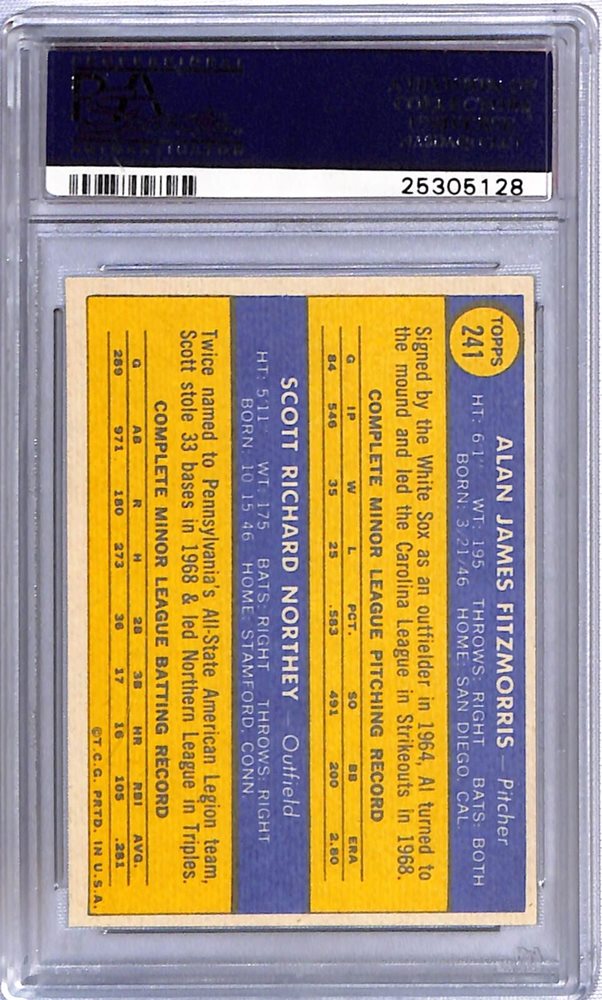 PROFESSIONAL
PSA
AUTHENTICATOR
25305128
TOPPS
241
ALAN JAMES FITZMORRIS — Pitcher
HT: 6'1" WT: 195 THROWS: RIGHT BATS: BOTH
BORN: 3·21·46 HOME: SAN DIEGO, CAL.
Signed by the White Sox as an outfielder in 1964, Al turned to
the mound and led the Carolina League in Strikeouts in 1968.
COMPLETE MINOR LEAGUE PITCHING RECORD
G IP W L PCT. SO BB ERA
84 546 35 25 .583 491 200 2.80
SCOTT RICHARD NORTHEY — Outfield
HT: 5'11 WT: 175 BATS: RIGHT THROWS: RIGHT
BORN: 10·15·46 HOME: STAMFORD, CONN.
Twice named to Pennsylvania's All-State American Legion team,
Scott stole 33 bases in 1968 & led Northern League in Triples.
COMPLETE MINOR LEAGUE BATTING RECORD
G AB R H 2B 3B HR RBI AVG.
289 971 180 273 36 17 16 105 .281
©T.C.G. PRTD. IN U.S.A.